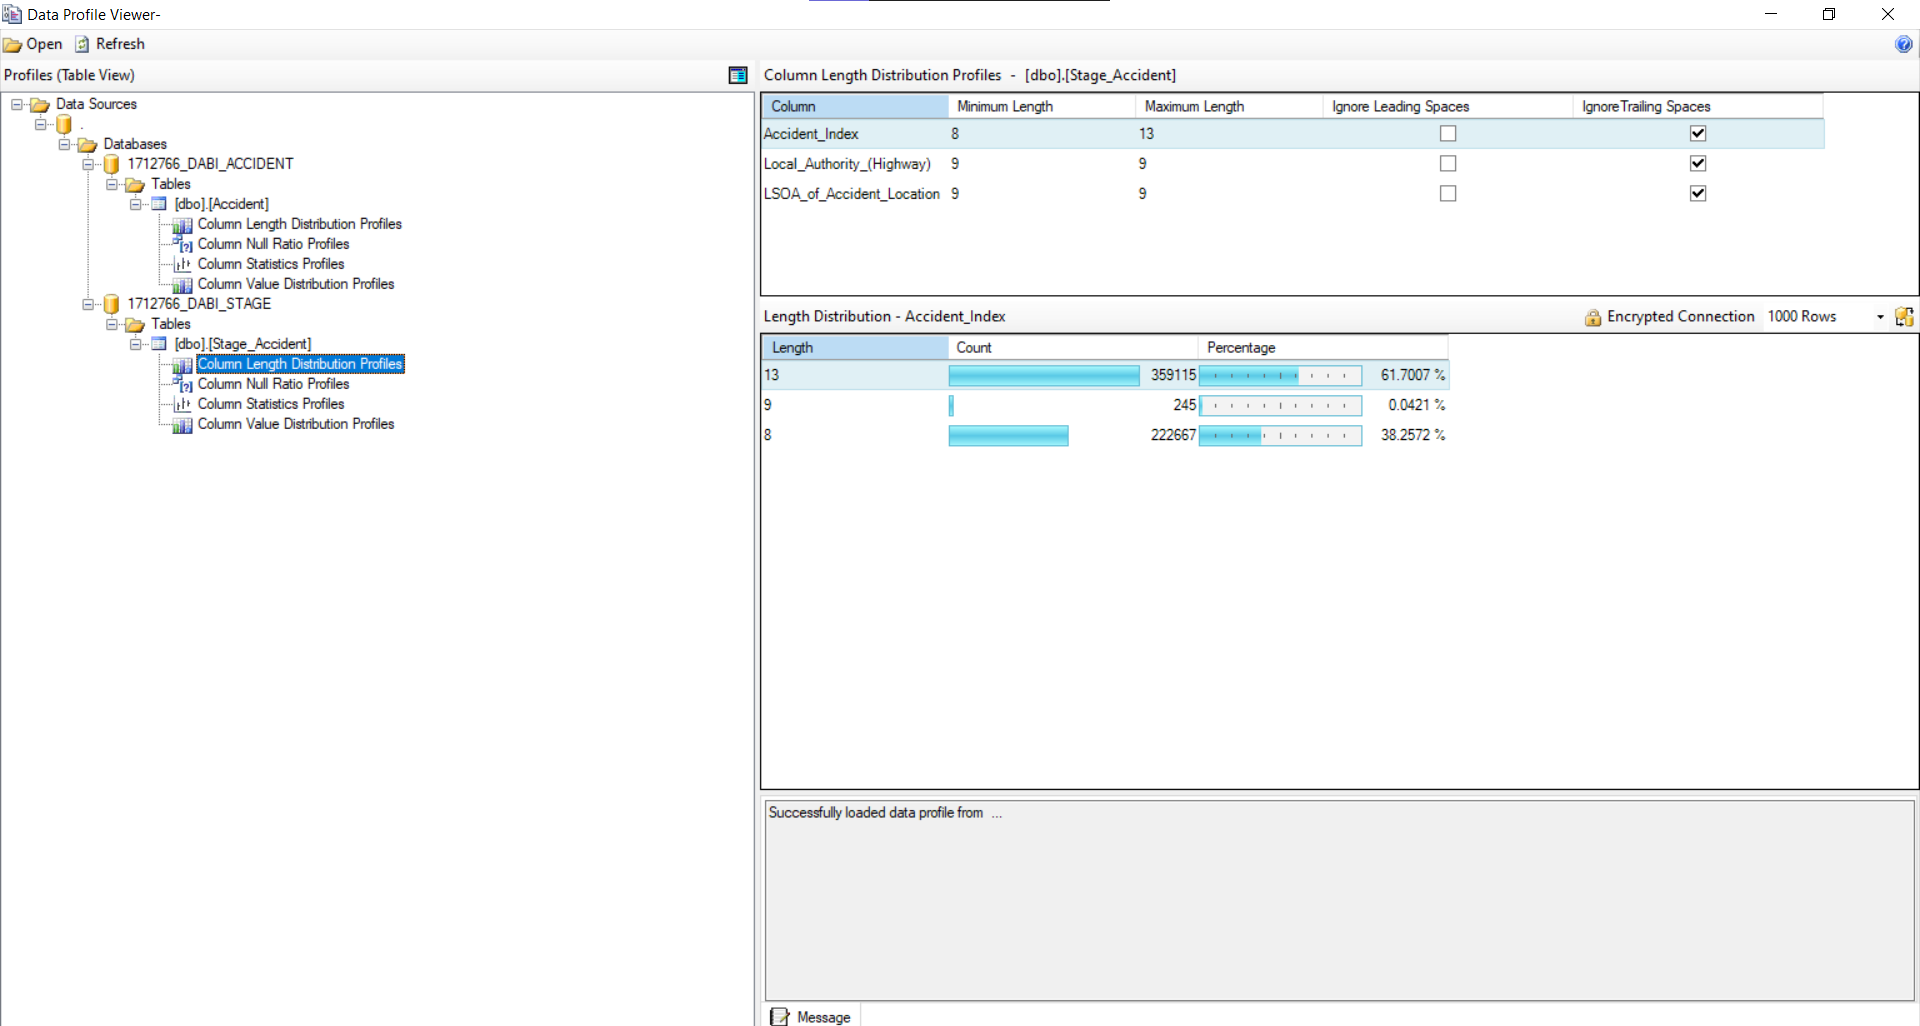 Data Profile Viewer-
Open Refresh
Profiles (Table View)
Data Sources
.
Databases
1712766_DABI_ACCIDENT
Tables
[dbo].[Accident]
Column Length Distribution Profiles
Column Null Ratio Profiles
Column Statistics Profiles
Column Value Distribution Profiles
1712766_DABI_STAGE
Tables
[dbo].[Stage_Accident]
Column Length Distribution Profiles
Column Null Ratio Profiles
Column Statistics Profiles
Column Value Distribution Profiles
Column Length Distribution Profiles - [dbo].[Stage_Accident]
Column Minimum Length Maximum Length Ignore Leading Spaces Ignore Trailing Spaces
Accident_Index 8 13
Local_Authority_(Highway) 9 9
LSOA_of_Accident_Location 9 9
Length Distribution - Accident_Index Encrypted Connection 1000 Rows
Length Count Percentage
13 359115 61.7007 %
9 245 0.0421 %
8 222667 38.2572 %
Successfully loaded data profile from ...
Message